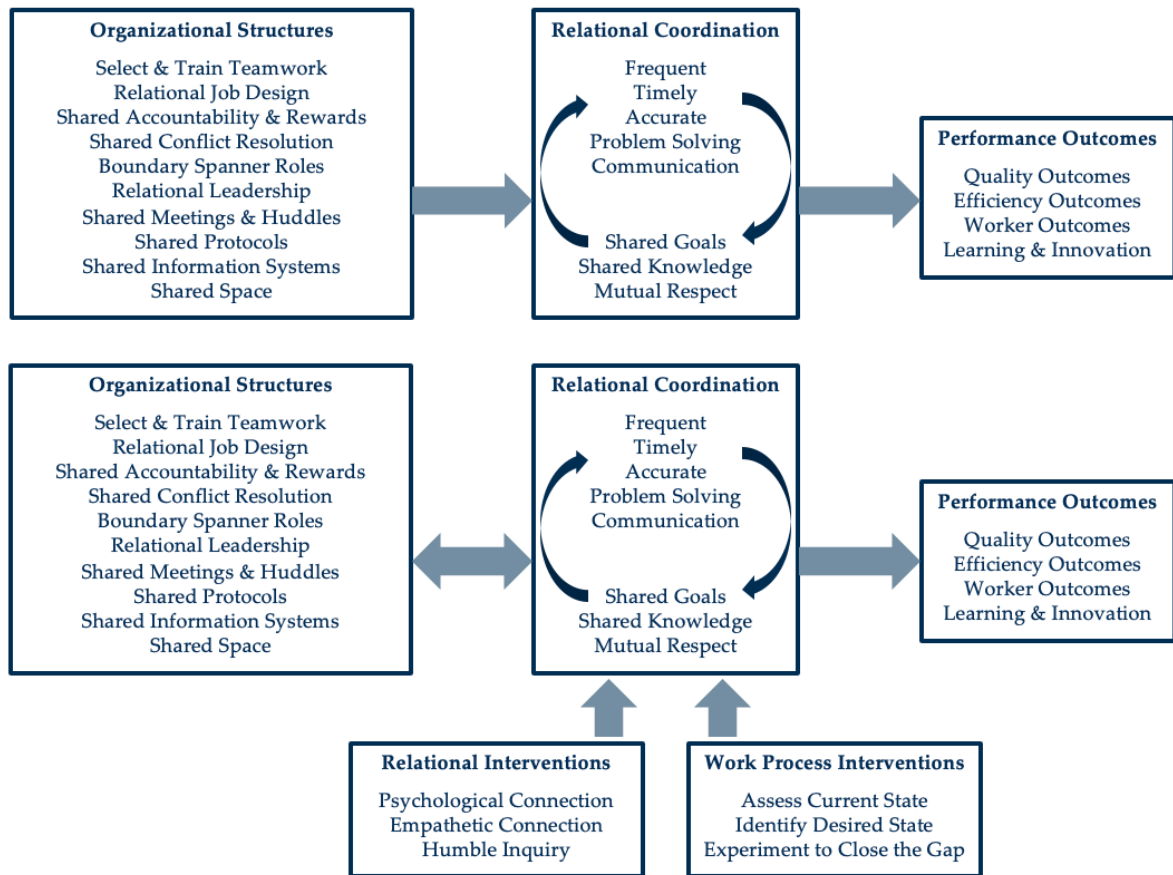 Organizational Structures
Select & Train Teamwork
Relational Job Design
Shared Accountability & Rewards
Shared Conflict Resolution
Boundary Spanner Roles
Relational Leadership
Shared Meetings & Huddles
Shared Protocols
Shared Information Systems
Shared Space
Relational Coordination
Frequent
Timely
Accurate
Problem Solving
Communication
Shared Goals
Shared Knowledge
Mutual Respect
Performance Outcomes
Quality Outcomes
Efficiency Outcomes
Worker Outcomes
Learning & Innovation
Organizational Structures
Select & Train Teamwork
Relational Job Design
Shared Accountability & Rewards
Shared Conflict Resolution
Boundary Spanner Roles
Relational Leadership
Shared Meetings & Huddles
Shared Protocols
Shared Information Systems
Shared Space
Relational Coordination
Frequent
Timely
Accurate
Problem Solving
Communication
Shared Goals
Shared Knowledge
Mutual Respect
Performance Outcomes
Quality Outcomes
Efficiency Outcomes
Worker Outcomes
Learning & Innovation
Relational Interventions
Psychological Connection
Empathetic Connection
Humble Inquiry
Work Process Interventions
Assess Current State
Identify Desired State
Experiment to Close the Gap